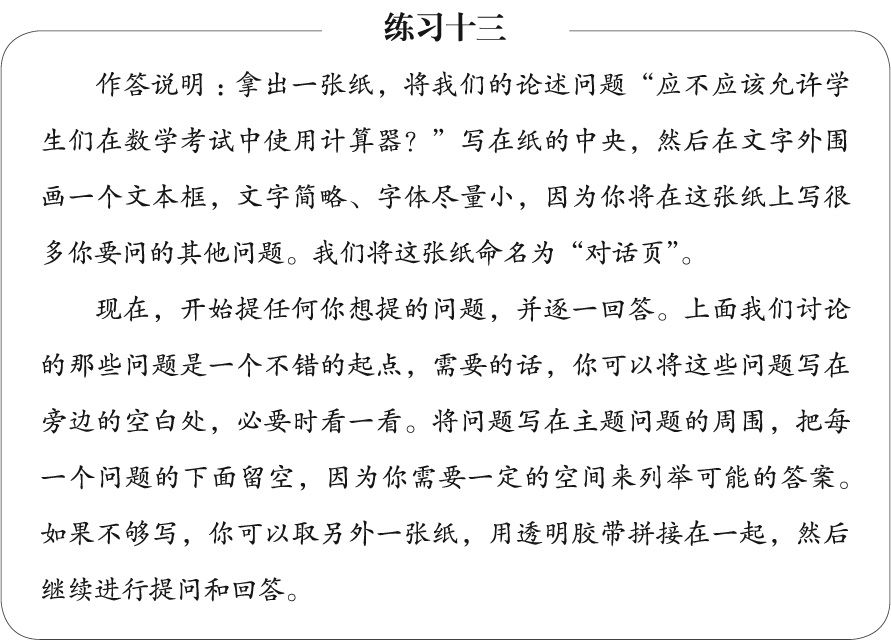 练习十三
作答说明：拿出一张纸，将我们的论述问题“应不应该允许学
生们在数学考试中使用计算器？”写在纸的中央，然后在文字外围
画一个文本框，文字简略、字体尽量小，因为你将在这张纸上写很
多你要问的其他问题。我们将这张纸命名为“对话页”。
现在，开始提任何你想提的问题，并逐一回答。上面我们讨论
的那些问题是一个不错的起点，需要的话，你可以将这些问题写在
旁边的空白处，必要时看一看。将问题写在主题问题的周围，把每
一个问题的下面留空，因为你需要一定的空间来列举可能的答案。
如果不够写，你可以取另外一张纸，用透明胶带拼接在一起，然后
继续进行提问和回答。